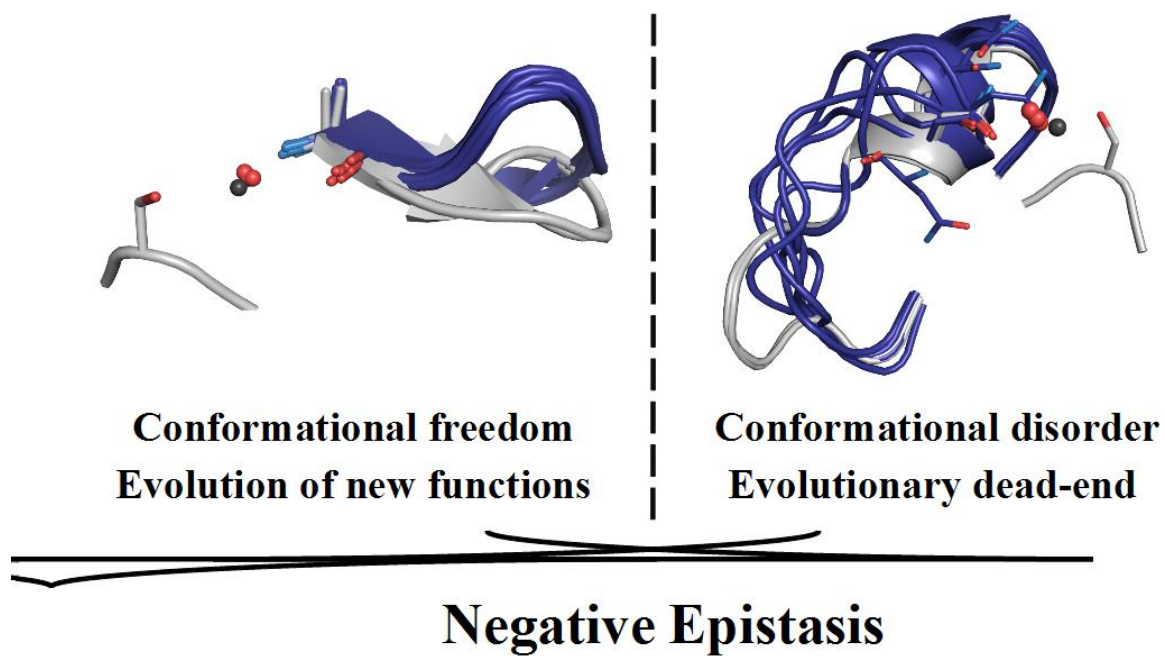 Conformational freedom
Evolution of new functions
Conformational disorder
Evolutionary dead-end
Negative Epistasis